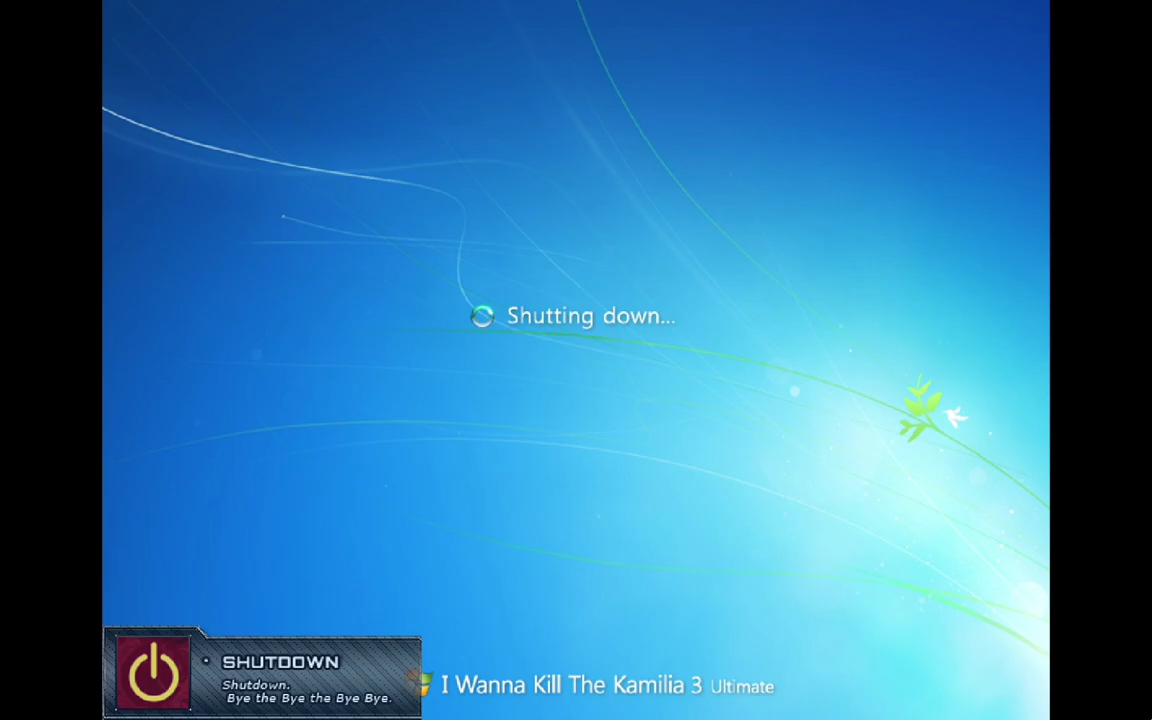 Shutting down...
SHUTDOWN
Shutdown.
Bye the Bye the Bye Bye.
I Wanna Kill The Kamilia 3 Ultimate